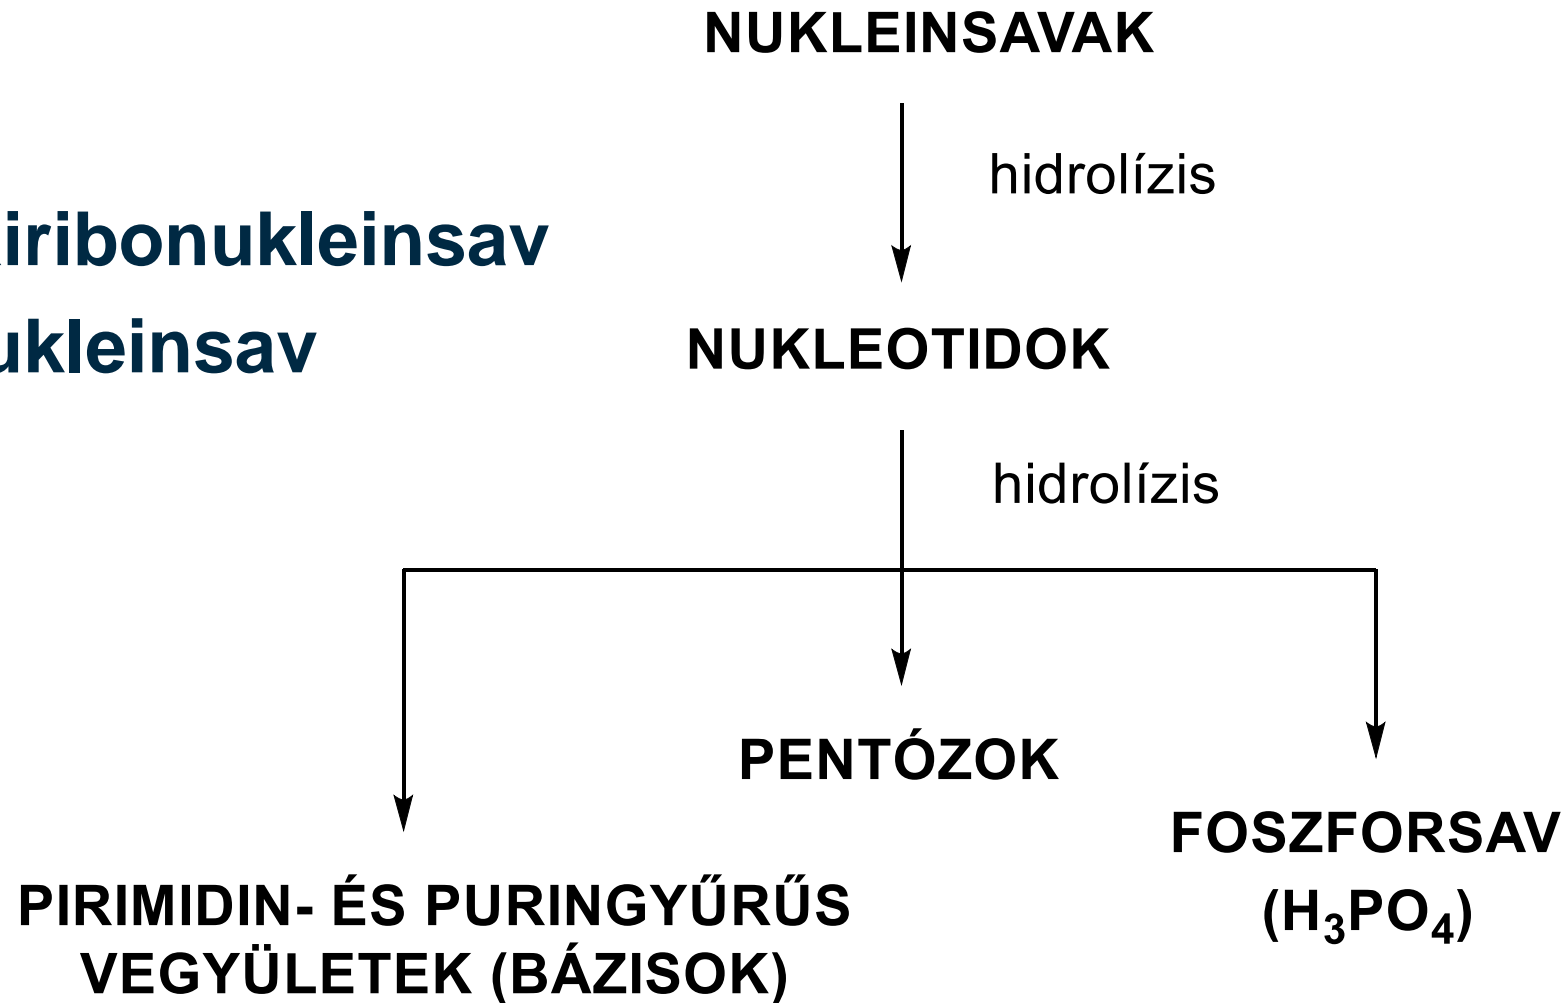 NUKLEINSAVAK
hidrolízis
iribonukleinsav
ukleinsav
NUKLEOTIDOK
hidrolízis
PENTÓZOK
FOSZFORSAV
(H₃PO₄)
PIRIMIDIN- ÉS PURINGYŰRŰS
VEGYÜLETEK (BÁZISOK)